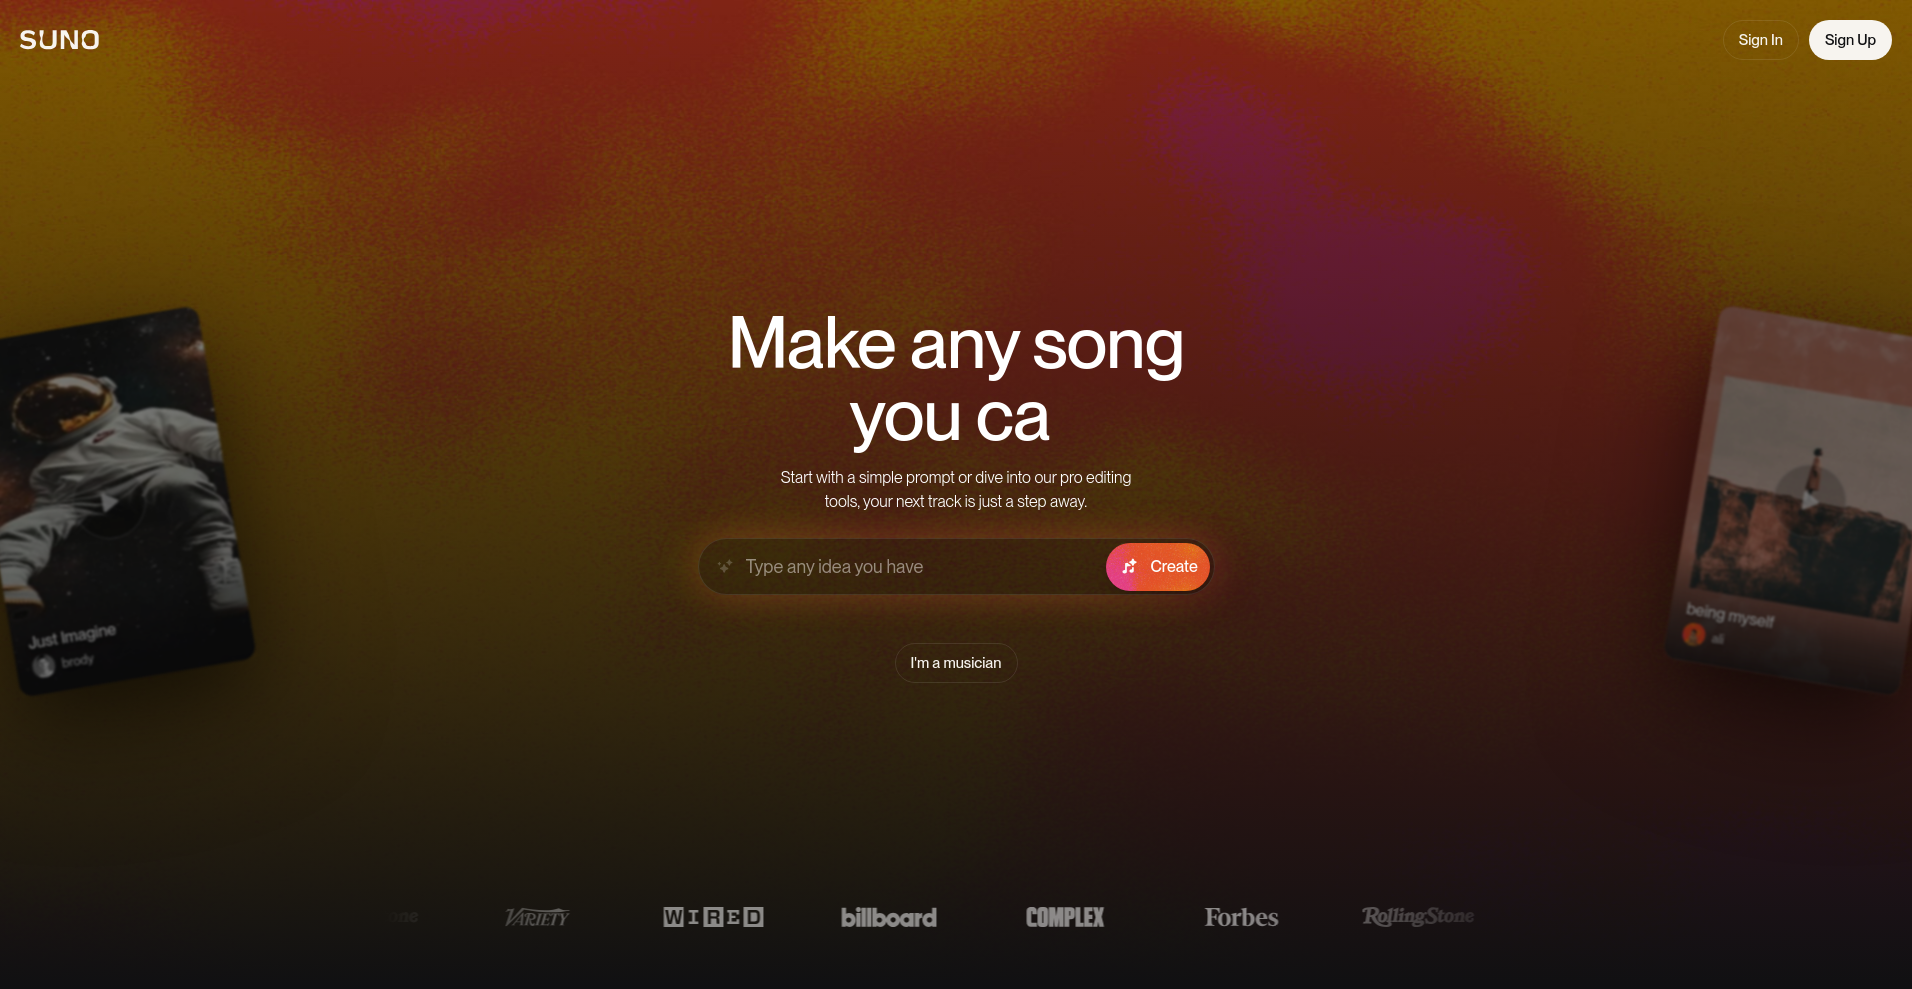 SUNO
Sign In
Sign Up
Make any song
you ca
Start with a simple prompt or dive into our pro editing
tools, your next track is just a step away.
Type any idea you have
Create
I'm a musician
Just Imagine
brody
being myself
ali
VARIETY
WIRED
billboard
COMPLEX
Forbes
RollingStone